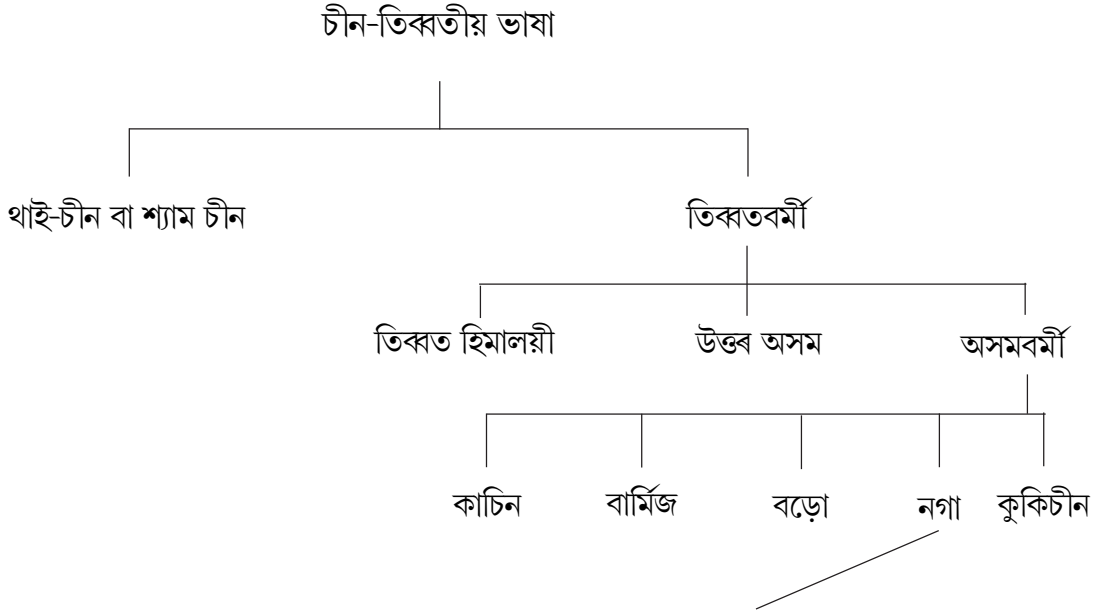 চীন-তিব্বতীয় ভাষা
থাই-চীন বা শ্যাম চীন তিব্বতবৰ্মী
তিব্বত হিমালয়ী উত্তৰ অসম অসমবৰ্মী
কাচিন বাৰ্মিজ বড়ো নগা কুকিচীন